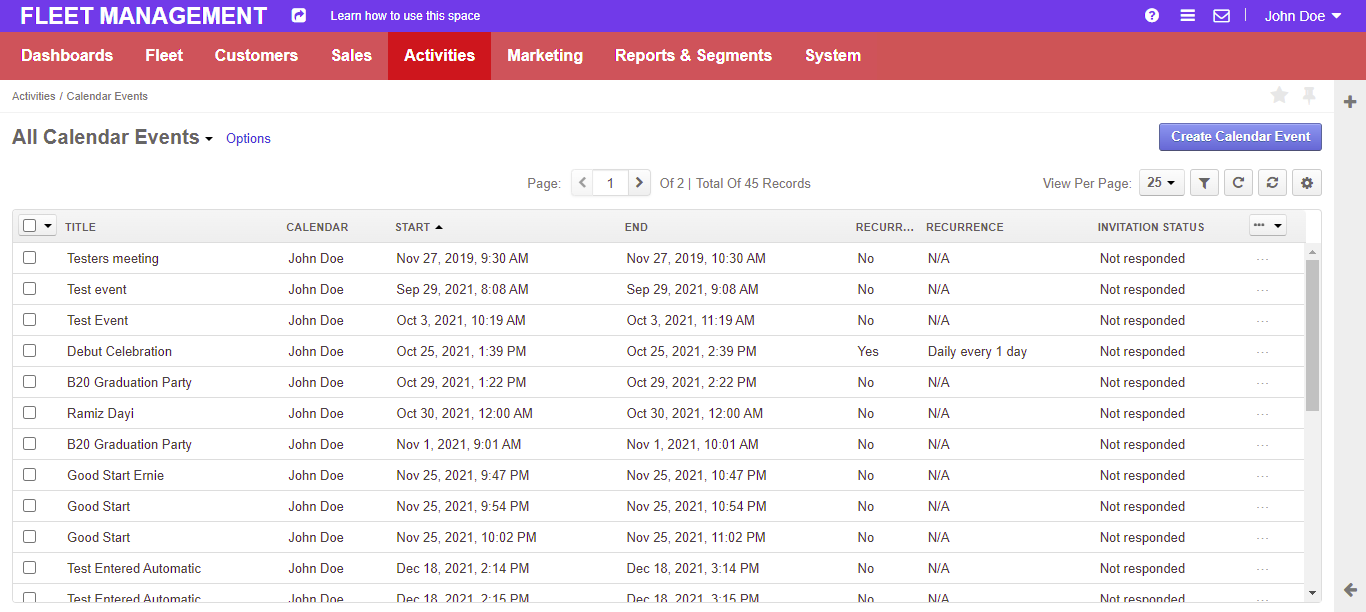 FLEET MANAGEMENT Learn how to use this space John Doe
Dashboards Fleet Customers Sales Activities Marketing Reports & Segments System
Activities / Calendar Events
All Calendar Events Options Create Calendar Event
Page: 1 Of 2 | Total Of 45 Records View Per Page: 25
TITLE CALENDAR START END RECURR... RECURRENCE INVITATION STATUS
Testers meeting John Doe Nov 27, 2019, 9:30 AM Nov 27, 2019, 10:30 AM No N/A Not responded ...
Test event John Doe Sep 29, 2021, 8:08 AM Sep 29, 2021, 9:08 AM No N/A Not responded ...
Test Event John Doe Oct 3, 2021, 10:19 AM Oct 3, 2021, 11:19 AM No N/A Not responded ...
Debut Celebration John Doe Oct 25, 2021, 1:39 PM Oct 25, 2021, 2:39 PM Yes Daily every 1 day Not responded ...
B20 Graduation Party John Doe Oct 29, 2021, 1:22 PM Oct 29, 2021, 2:22 PM No N/A Not responded ...
Ramiz Dayi John Doe Oct 30, 2021, 12:00 AM Oct 30, 2021, 12:00 AM No N/A Not responded ...
B20 Graduation Party John Doe Nov 1, 2021, 9:01 AM Nov 1, 2021, 10:01 AM No N/A Not responded ...
Good Start Ernie John Doe Nov 25, 2021, 9:47 PM Nov 25, 2021, 10:47 PM No N/A Not responded ...
Good Start John Doe Nov 25, 2021, 9:54 PM Nov 25, 2021, 10:54 PM No N/A Not responded ...
Good Start John Doe Nov 25, 2021, 10:02 PM Nov 25, 2021, 11:02 PM No N/A Not responded ...
Test Entered Automatic John Doe Dec 18, 2021, 2:14 PM Dec 18, 2021, 3:14 PM No N/A Not responded ...
Test Entered Automatic John Doe Dec 18, 2021, 2:15 PM Dec 18, 2021, 3:15 PM No N/A Not responded ...